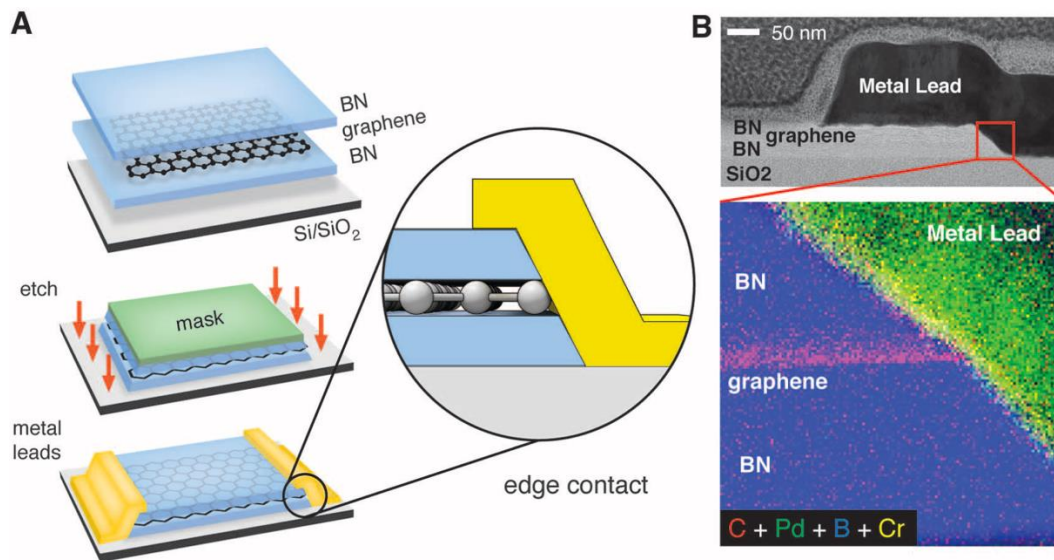 A
BN
graphene
BN
Si/SiO2
etch
mask
metal
leads
edge contact
B
50 nm
Metal Lead
BN
graphene
BN
SiO2
Metal Lead
BN
graphene
BN
C + Pd + B + Cr